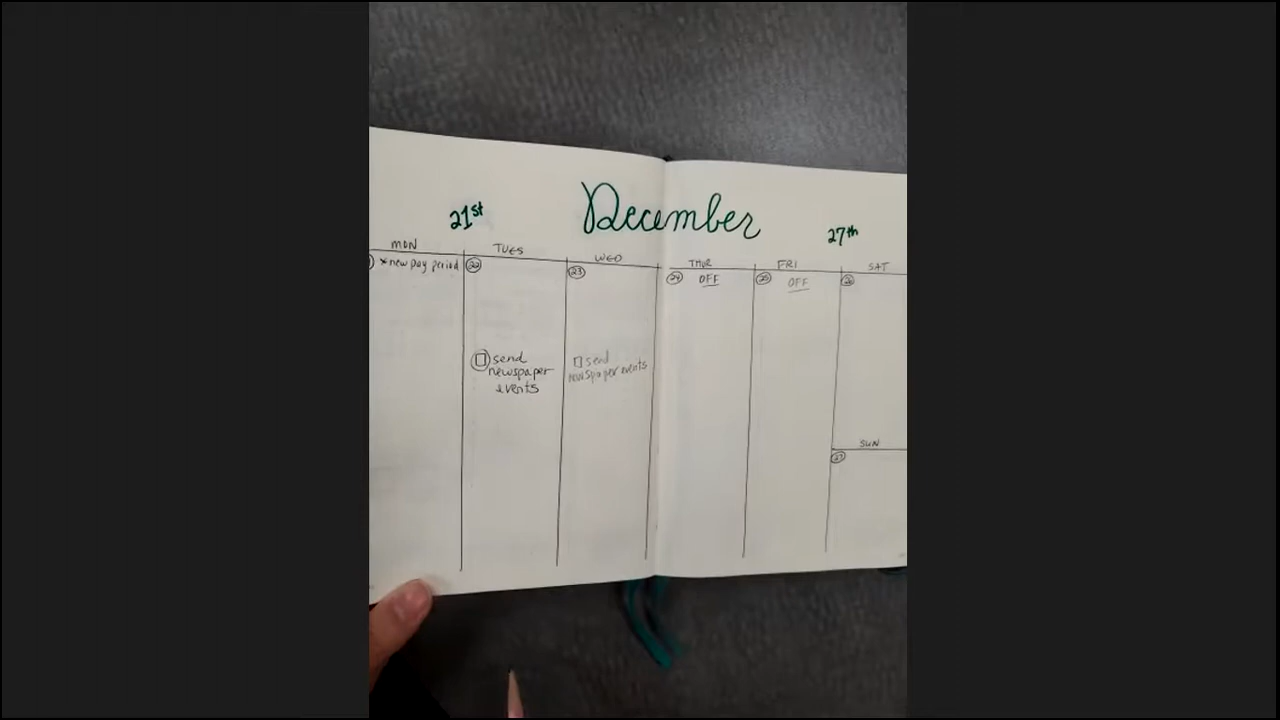 December
21st
27th
MON
TUES
WED
THUR
FRI
SAT
*new pay period
22
23
24
OFF
25
OFF
26
send
newspaper
events
send
newspaper events
SUN
27